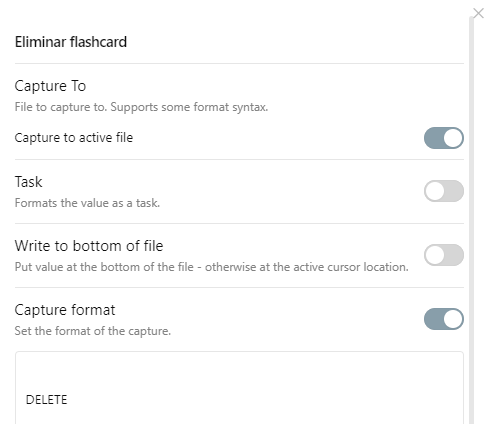 Eliminar flashcard
Capture To
File to capture to. Supports some format syntax.
Capture to active file
Task
Formats the value as a task.
Write to bottom of file
Put value at the bottom of the file - otherwise at the active cursor location.
Capture format
Set the format of the capture.
DELETE